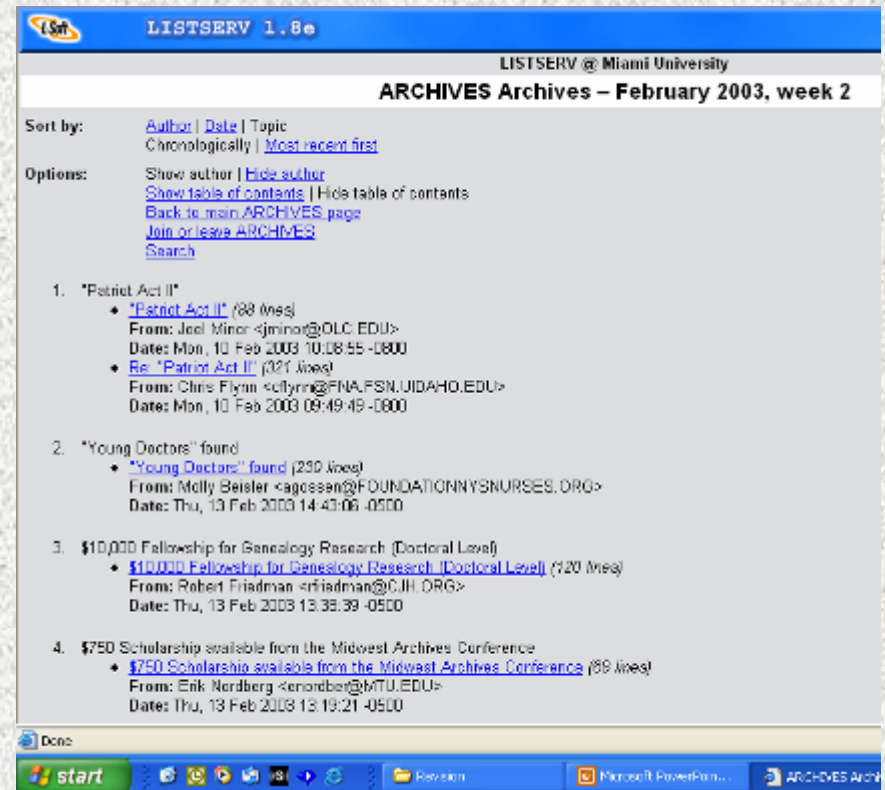 L-Soft LISTSERV 1.8e
LISTSERV @ Miami University
ARCHIVES Archives – February 2003, week 2
Sort by: Author | Date | Topic
Chronologically | Most recent first
Options: Show author | Hide author
Show table of contents | Hide table of contents
Back to main ARCHIVES page
Join or leave ARCHIVES
Search
1. "Patriot Act II"
• "Patriot Act II" (88 lines)
From: Joel Minor <jminor@OLC.EDU>
Date: Mon, 10 Feb 2003 10:08:55 -0800
• Re: "Patriot Act II" (321 lines)
From: Chris Flynn <cflynn@FNA.FSN.UIDAHO.EDU>
Date: Mon, 10 Feb 2003 09:49:49 -0800
2. "Young Doctors" found
• "Young Doctors" found (230 lines)
From: Molly Beisler <agossen@FOUNDATIONNYSNURSES.ORG>
Date: Thu, 13 Feb 2003 14:43:06 -0500
3. $10,000 Fellowship for Genealogy Research (Doctoral Level)
• $10,000 Fellowship for Genealogy Research (Doctoral Level) (120 lines)
From: Robert Friedman <rfriedman@CJH.ORG>
Date: Thu, 13 Feb 2003 13:38:39 -0500
4. $750 Scholarship available from the Midwest Archives Conference
• $750 Scholarship available from the Midwest Archives Conference (69 lines)
From: Erik Nordberg <enordber@MTU.EDU>
Date: Thu, 13 Feb 2003 13:19:21 -0500
Done
start Revision Microsoft PowerPoin... ARCHIVES Archi